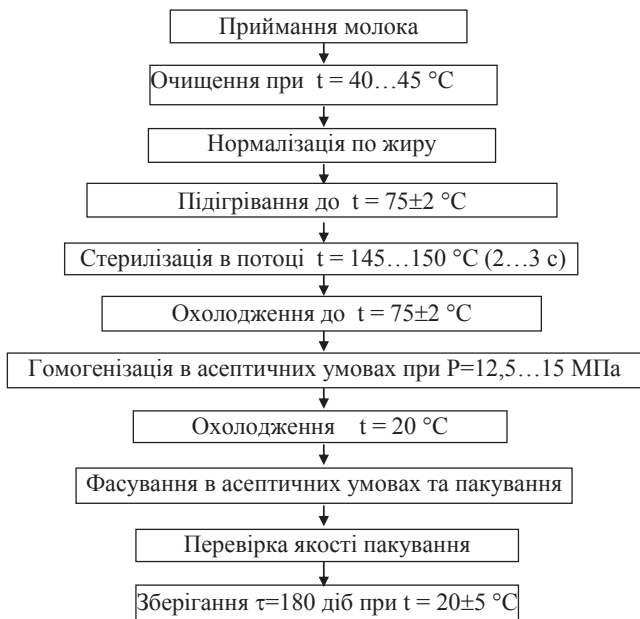 Приймання молока
Очищення при t = 40…45 °C
Нормалізація по жиру
Підігрівання до t = 75±2 °C
Стерилізація в потоці t = 145…150 °C (2…3 с)
Охолодження до t = 75±2 °C
Гомогенізація в асептичних умовах при P=12,5…15 МПа
Охолодження t = 20 °C
Фасування в асептичних умовах та пакування
Перевірка якості пакування
Зберігання τ=180 діб при t = 20±5 °C